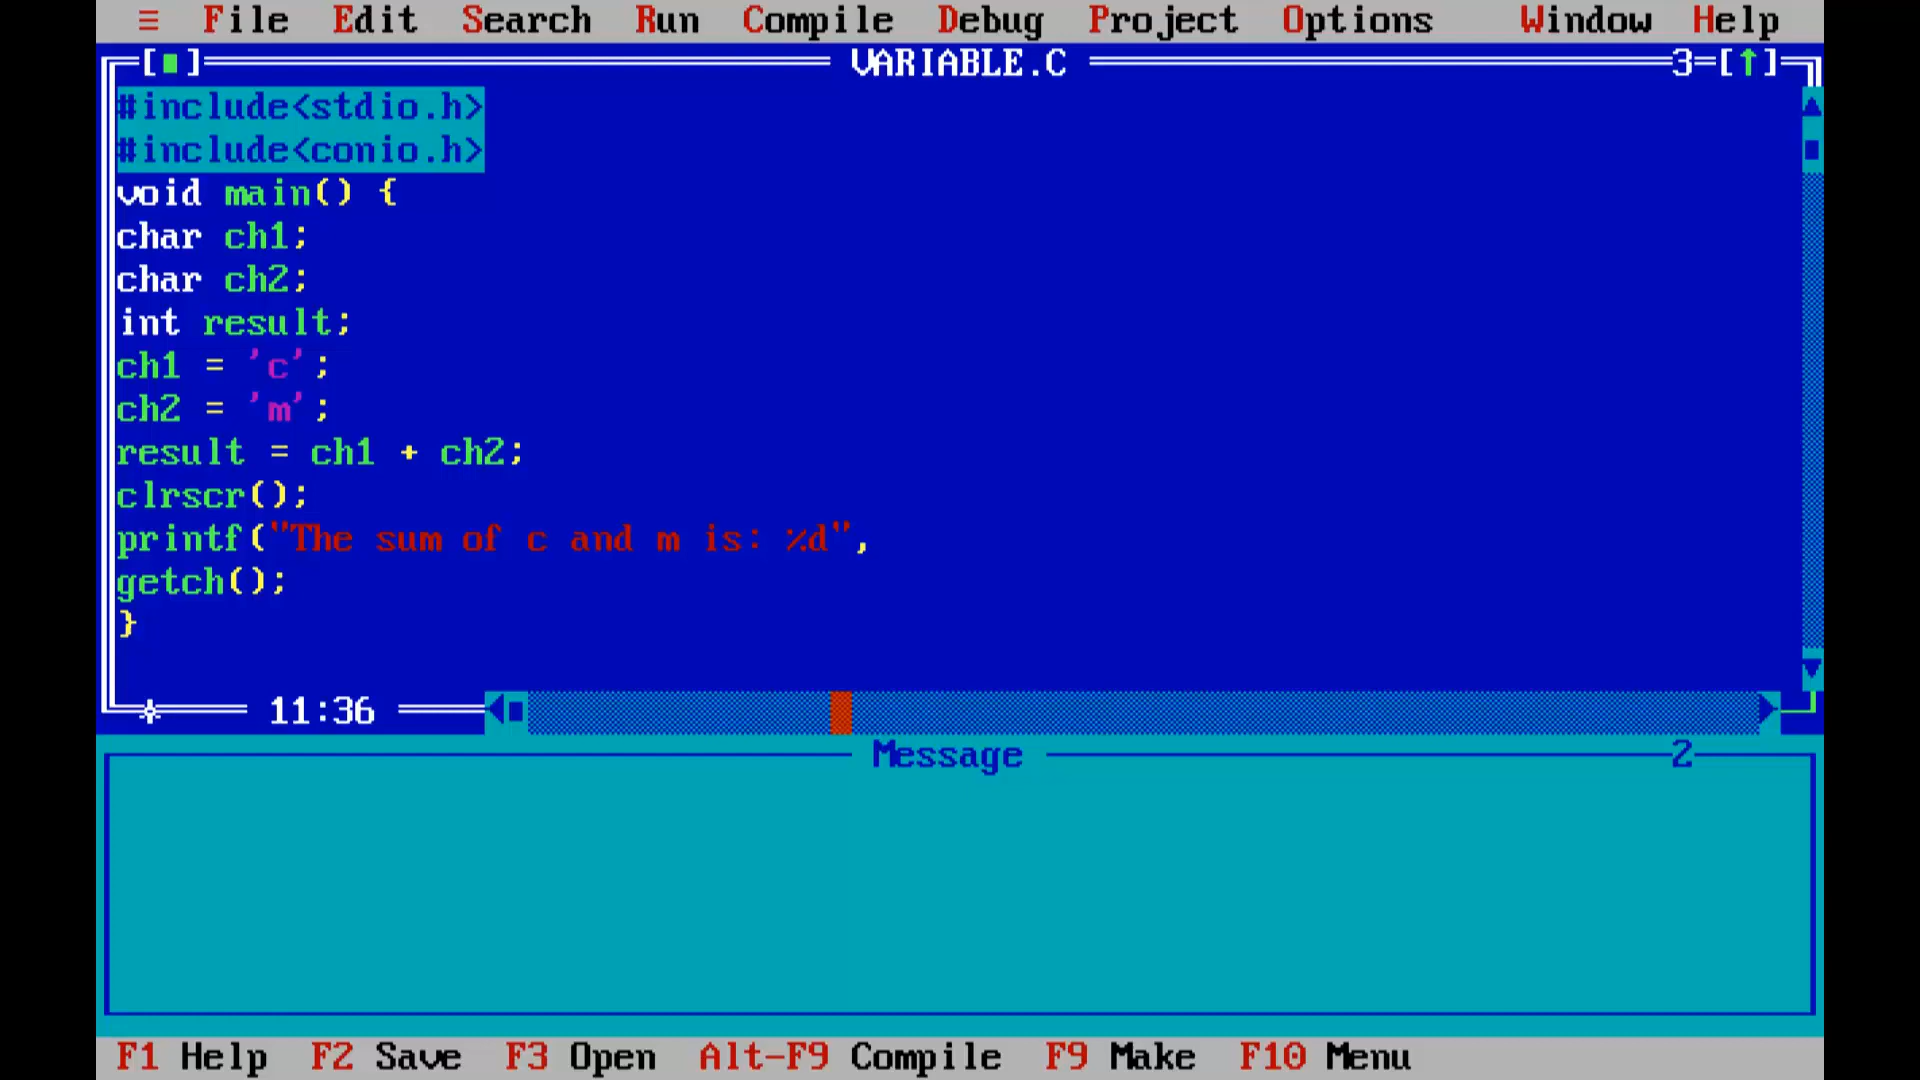 ≡ File Edit Search Run Compile Debug Project Options Window Help
[■] VARIABLE.C 3=[↑]
#include<stdio.h>
#include<conio.h>
void main() {
char ch1;
char ch2;
int result;
ch1 = 'c';
ch2 = 'm';
result = ch1 + ch2;
clrscr();
printf("The sum of c and m is: %d",
getch();
}
11:36
Message 2
F1 Help F2 Save F3 Open Alt-F9 Compile F9 Make F10 Menu